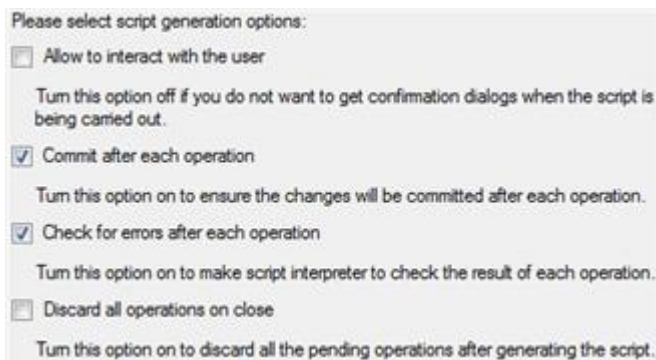 Please select script generation options:
Allow to interact with the user
Turn this option off if you do not want to get confirmation dialogs when the script is
being carried out.
Commit after each operation
Turn this option on to ensure the changes will be committed after each operation.
Check for errors after each operation
Turn this option on to make script interpreter to check the result of each operation.
Discard all operations on close
Turn this option on to discard all the pending operations after generating the script.